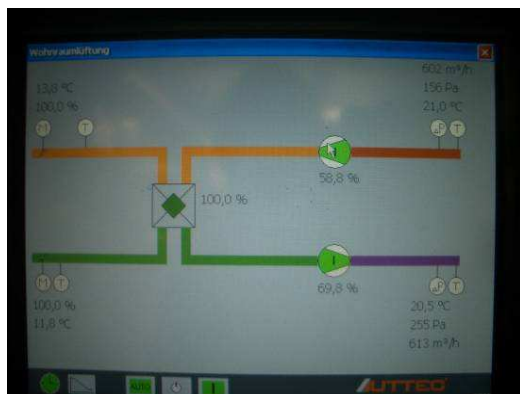 Wohnraumlüftung
602 m³/h
13,8 °C
156 Pa
100,0 %
21,0 °C
M
T
T
58,8 %
100,0 %
M
T
T
69,8 %
100,0 %
20,5 °C
11,8 °C
255 Pa
613 m³/h
AUTO
I
AUTTEC